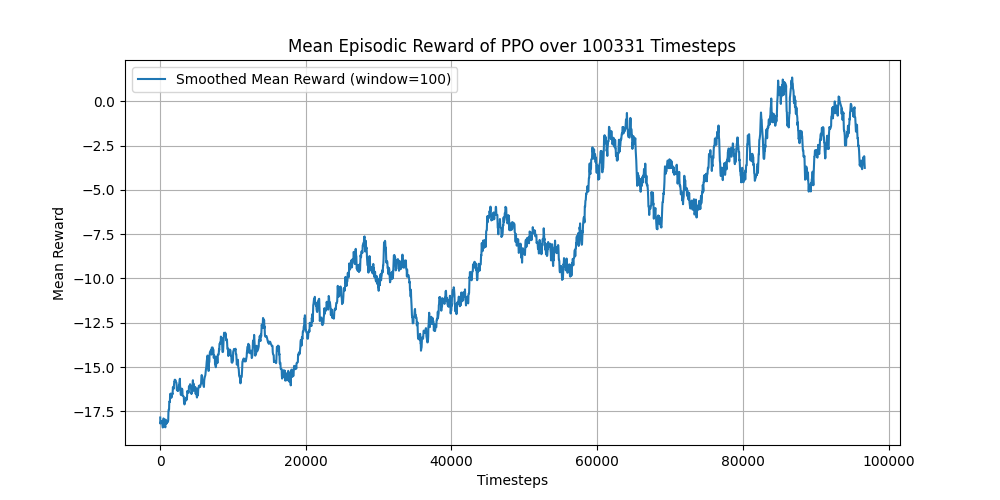 Mean Episodic Reward of PPO over 100331 Timesteps
Smoothed Mean Reward (window=100)
Mean Reward
0.0
−2.5
−5.0
−7.5
−10.0
−12.5
−15.0
−17.5
0 20000 40000 60000 80000 100000
Timesteps